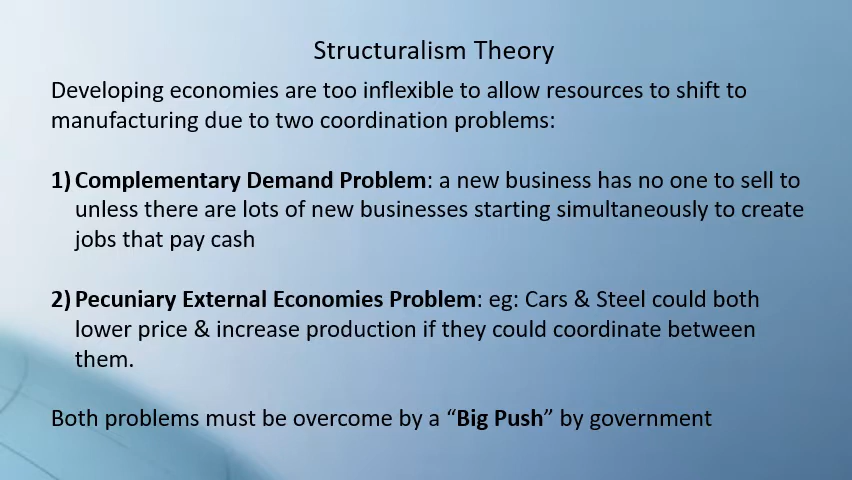 Structuralism Theory
Developing economies are too inflexible to allow resources to shift to
manufacturing due to two coordination problems:
1) Complementary Demand Problem: a new business has no one to sell to
unless there are lots of new businesses starting simultaneously to create
jobs that pay cash
2) Pecuniary External Economies Problem: eg: Cars & Steel could both
lower price & increase production if they could coordinate between
them.
Both problems must be overcome by a “Big Push” by government